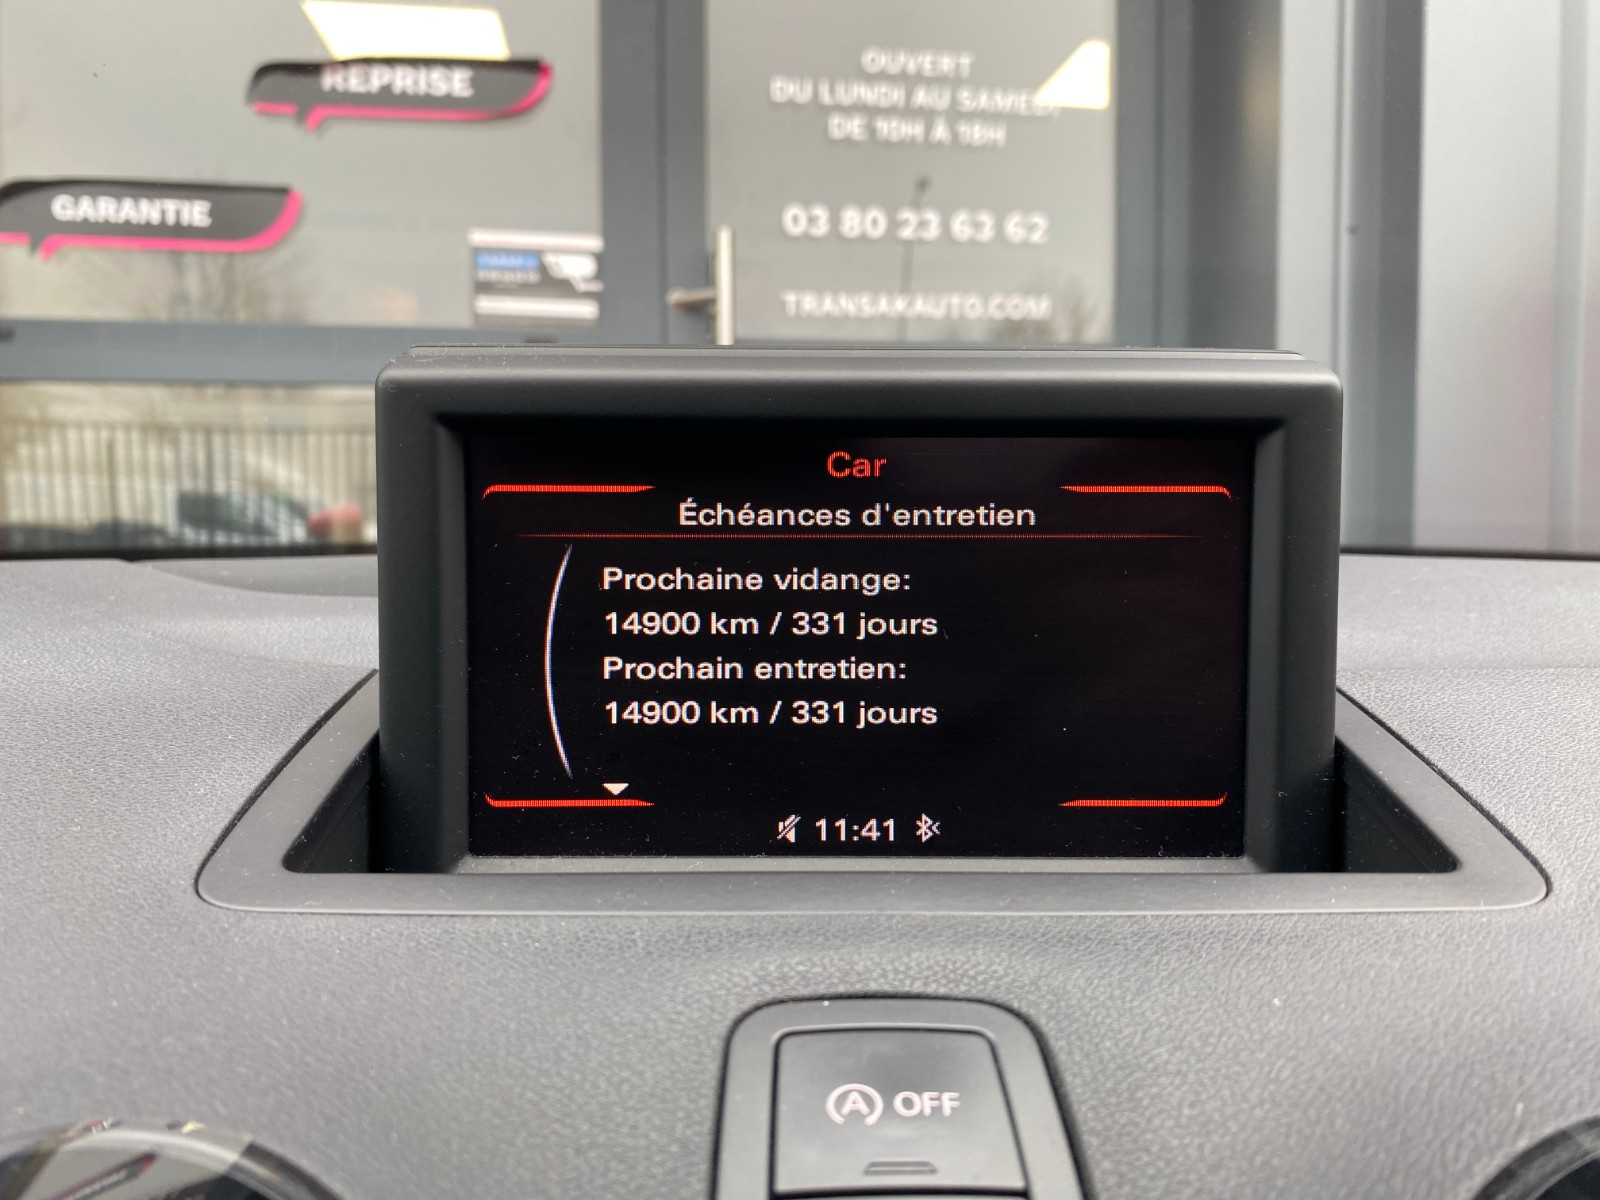 REPRISE
GARANTIE
OUVERT
DU LUNDI AU SAMEDI
DE 10H À 18H
03 80 23 63 62
TRANSAKAUTO.COM
Car
Échéances d'entretien
Prochaine vidange:
14900 km / 331 jours
Prochain entretien:
14900 km / 331 jours
11:41
A OFF